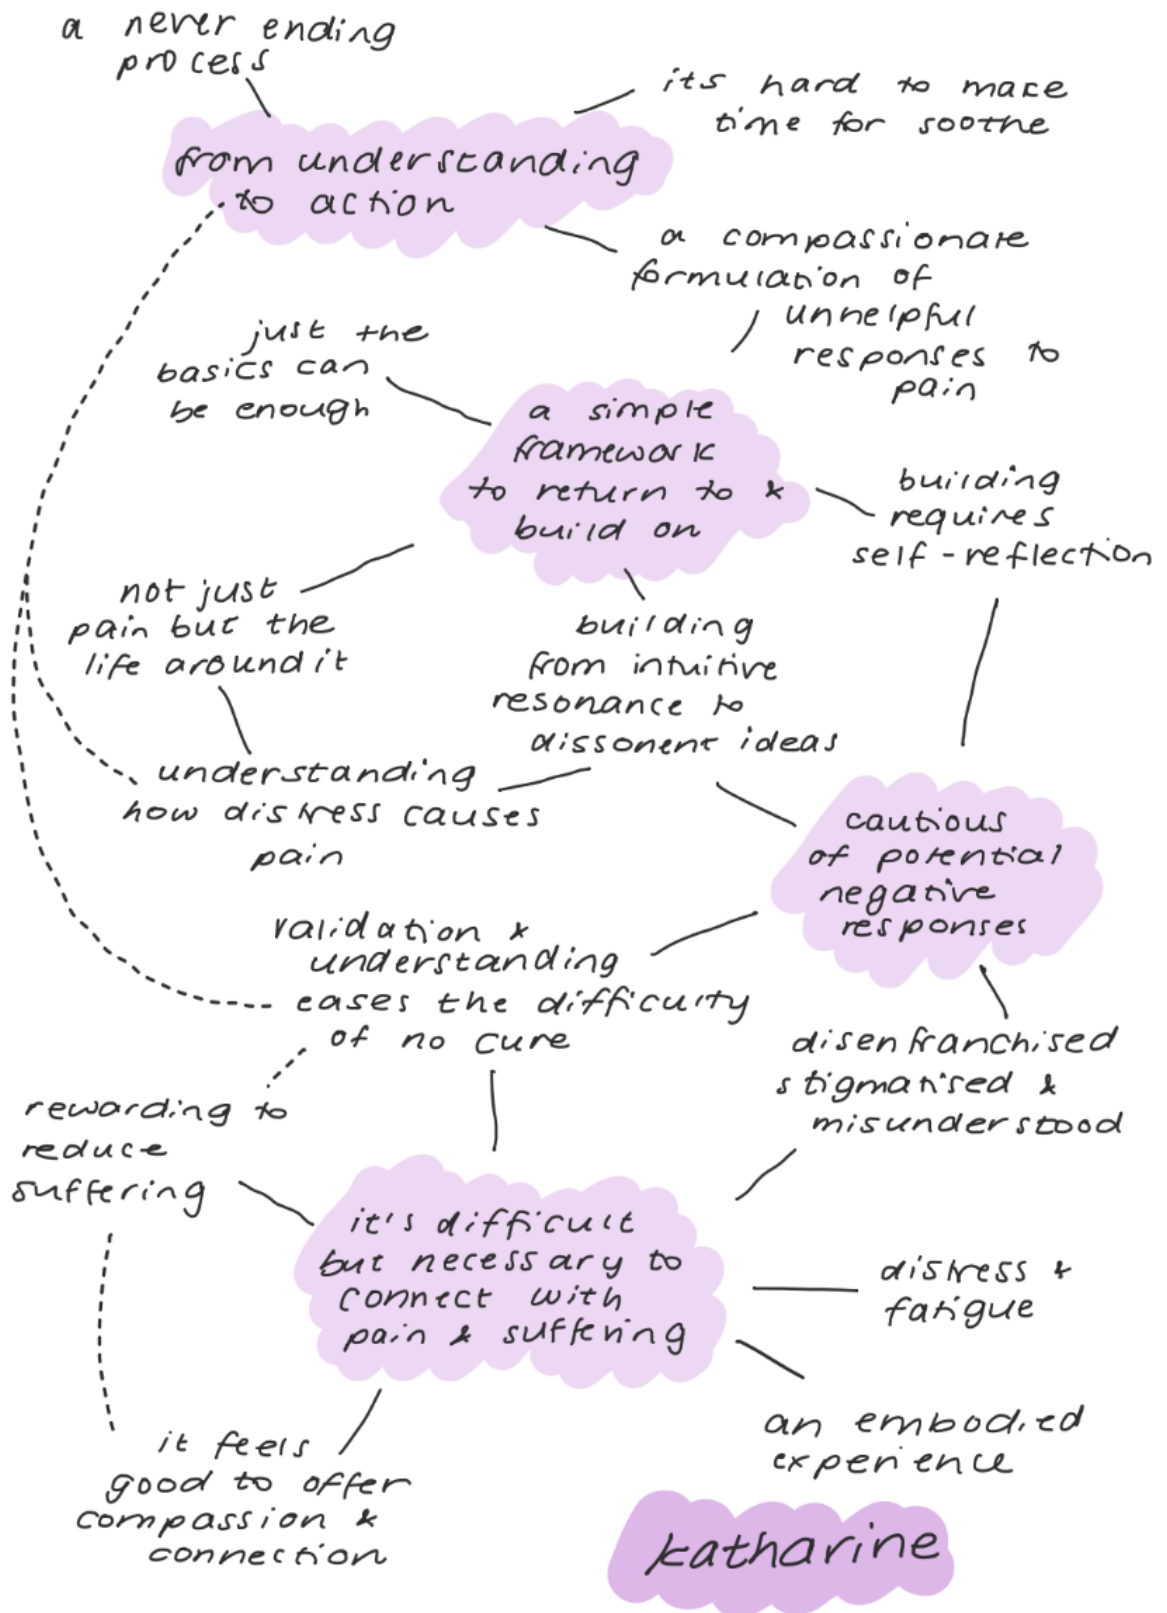 a never ending
process
its hard to make
time for soothe
from understanding
to action
a compassionate
formulation of
unhelpful
responses to
pain
just the
basics can
be enough
a simple
framework
to return to &
build on
building
requires
self-reflection
not just
pain but the
life around it
building
from intuitive
resonance to
dissonent ideas
understanding
how distress causes
pain
cautious
of potential
negative
responses
validation &
understanding
eases the difficulty
of no cure
disenfranchised
stigmatised &
misunderstood
rewarding to
reduce
suffering
it's difficult
but necessary to
connect with
pain & suffering
distress &
fatigue
an embodied
experience
it feels
good to offer
compassion &
connection
katharine